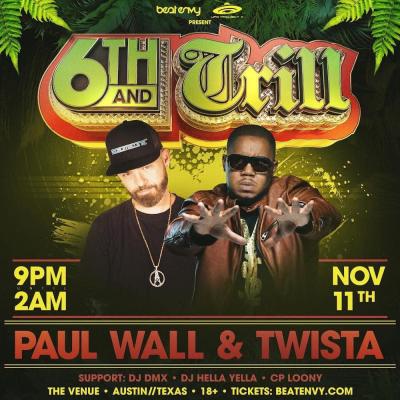 beatenvy
PRESENT
6TH
AND
Trill
9PM
UNTIL
2AM
NOV
11TH
PAUL WALL & TWISTA
SUPPORT: DJ DMX • DJ HELLA YELLA • CP LOONY
THE VENUE • AUSTIN//TEXAS • 18+ • TICKETS: BEATENVY.COM